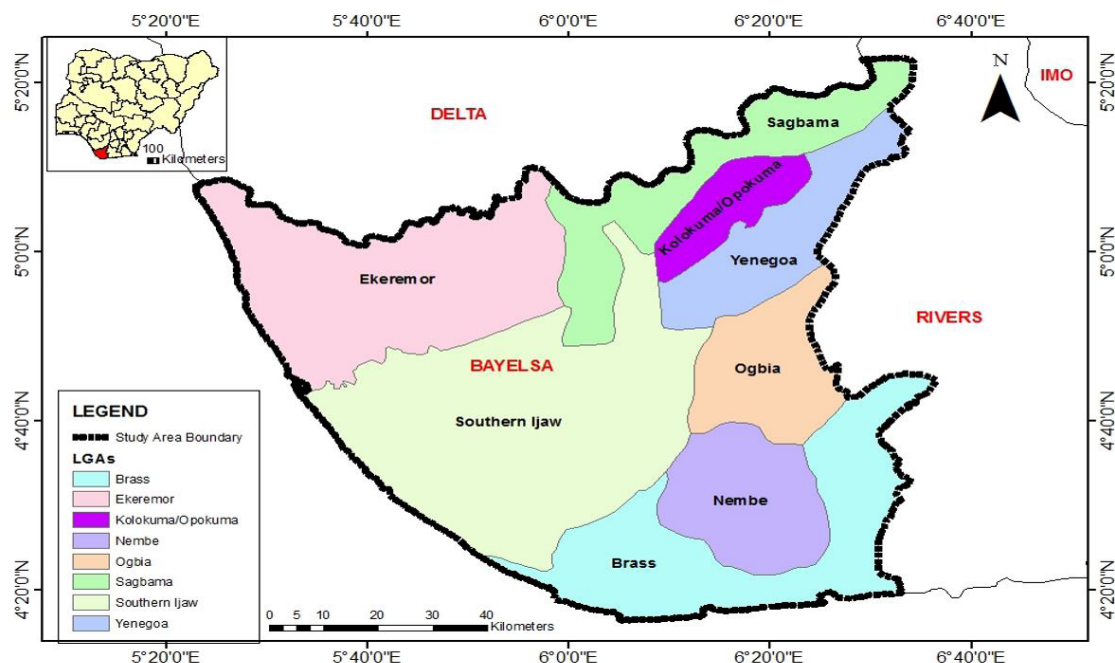 5°20'0"E 5°40'0"E 6°0'0"E 6°20'0"E 6°40'0"E
5°20'0"N
5°0'0"N
4°40'0"N
4°20'0"N
100
Kilometers
N
IMO
DELTA
Sagbama
Kolokuma/Opokuma
Yenegoa
Ekeremor
RIVERS
BAYELSA
Ogbia
Southern Ijaw
Nembe
Brass
LEGEND
Study Area Boundary
LGAs
Brass
Ekeremor
Kolokuma/Opokuma
Nembe
Ogbia
Sagbama
Southern Ijaw
Yenegoa
0 5 10 20 30 40
Kilometers
5°20'0"N
5°0'0"N
4°40'0"N
4°20'0"N
5°20'0"E 5°40'0"E 6°0'0"E 6°20'0"E 6°40'0"E